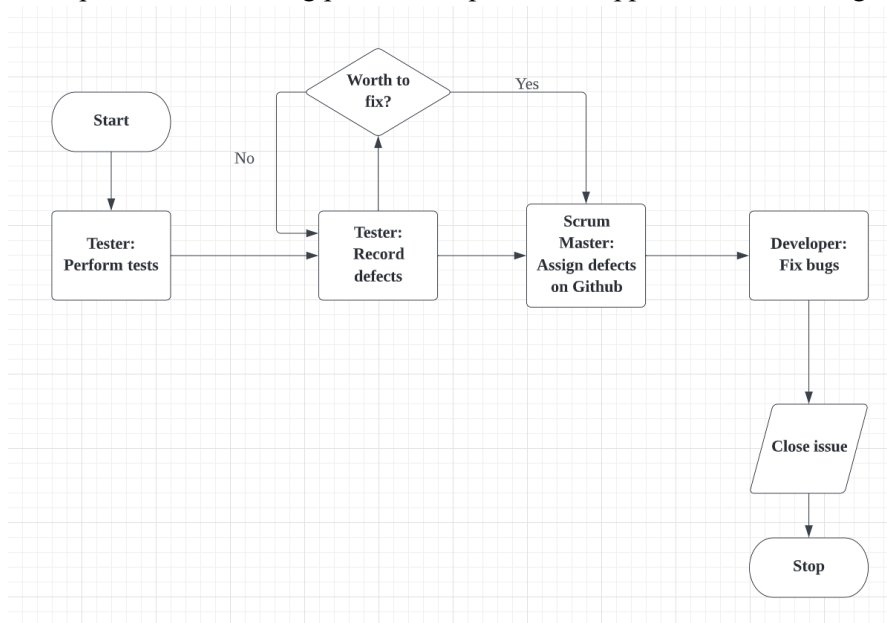 Worth to
fix?
Yes
Start
No
Tester:
Perform tests
Tester:
Record
defects
Scrum
Master:
Assign defects
on Github
Developer:
Fix bugs
Close issue
Stop